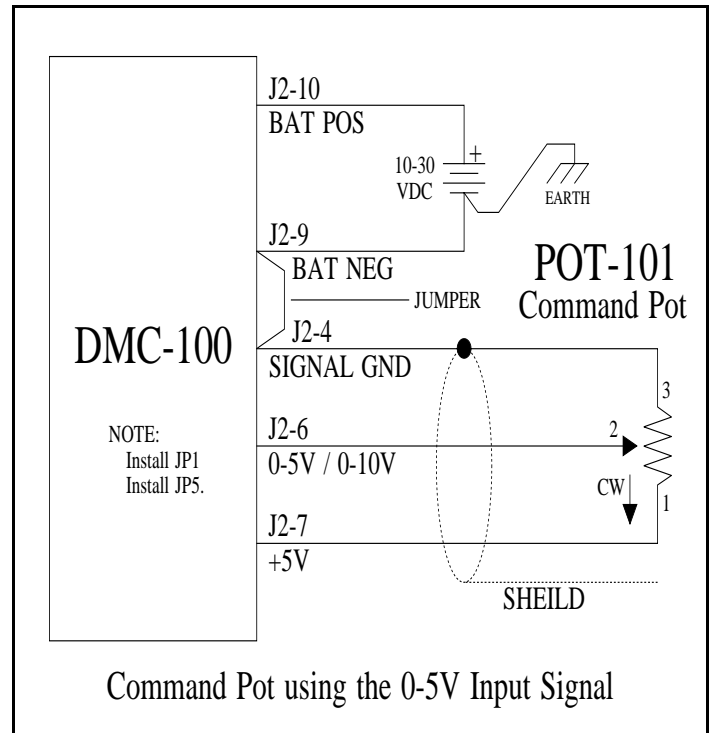 J2-10
BAT POS
+
10-30
VDC
EARTH
J2-9
BAT NEG
POT-101
Command Pot
JUMPER
DMC-100
J2-4
SIGNAL GND
3
NOTE:
Install JP1
Install JP5.
J2-6
0-5V / 0-10V
2
CW
1
J2-7
+5V
SHEILD
Command Pot using the 0-5V Input Signal